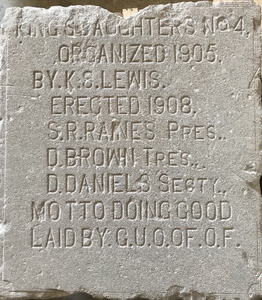 KING'S DAUGHTERS NO.4,
ORGANIZED 1905.
BY.K.S.LEWIS.
ERECTED 1908.
S.R.RAINES PRES.
D.BROWN TRES.
D.DANIELS SECTY.,
MOTTO DOING GOOD
LAID BY.G.U.O.OF.O.F.